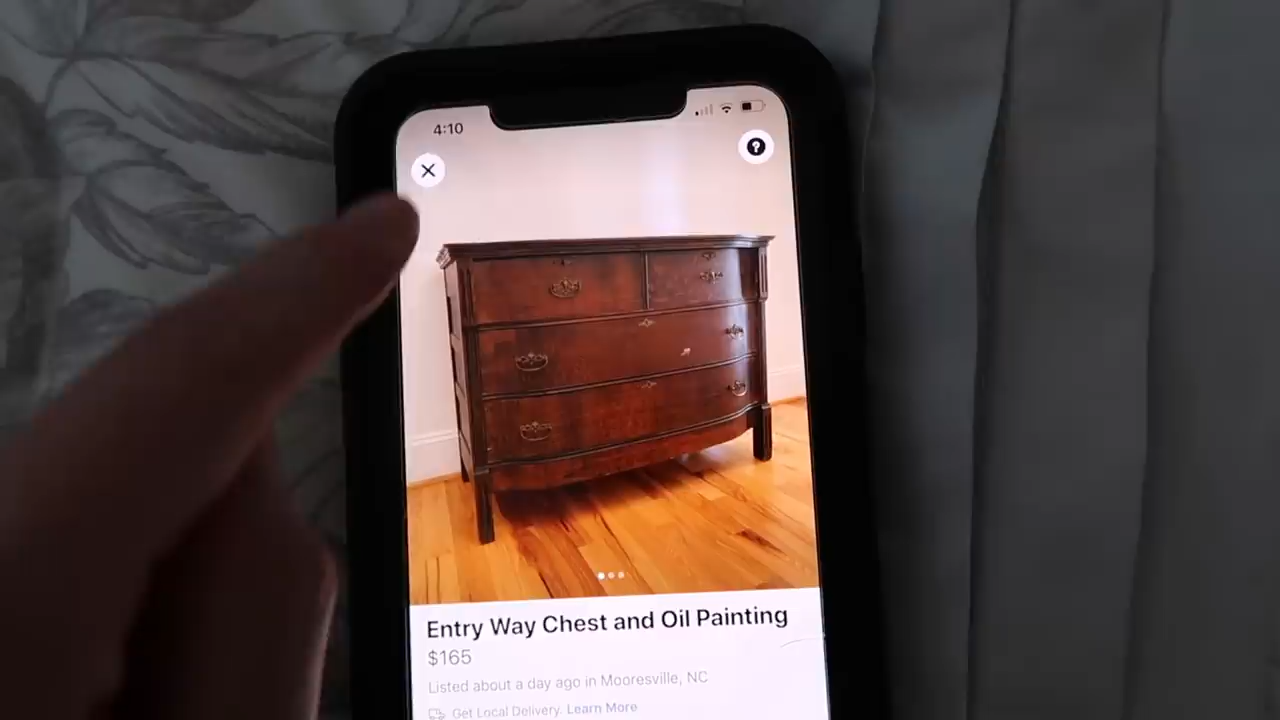 4:10
Entry Way Chest and Oil Painting
$165
Listed about a day ago in Mooresville, NC
Get Local Delivery. Learn More